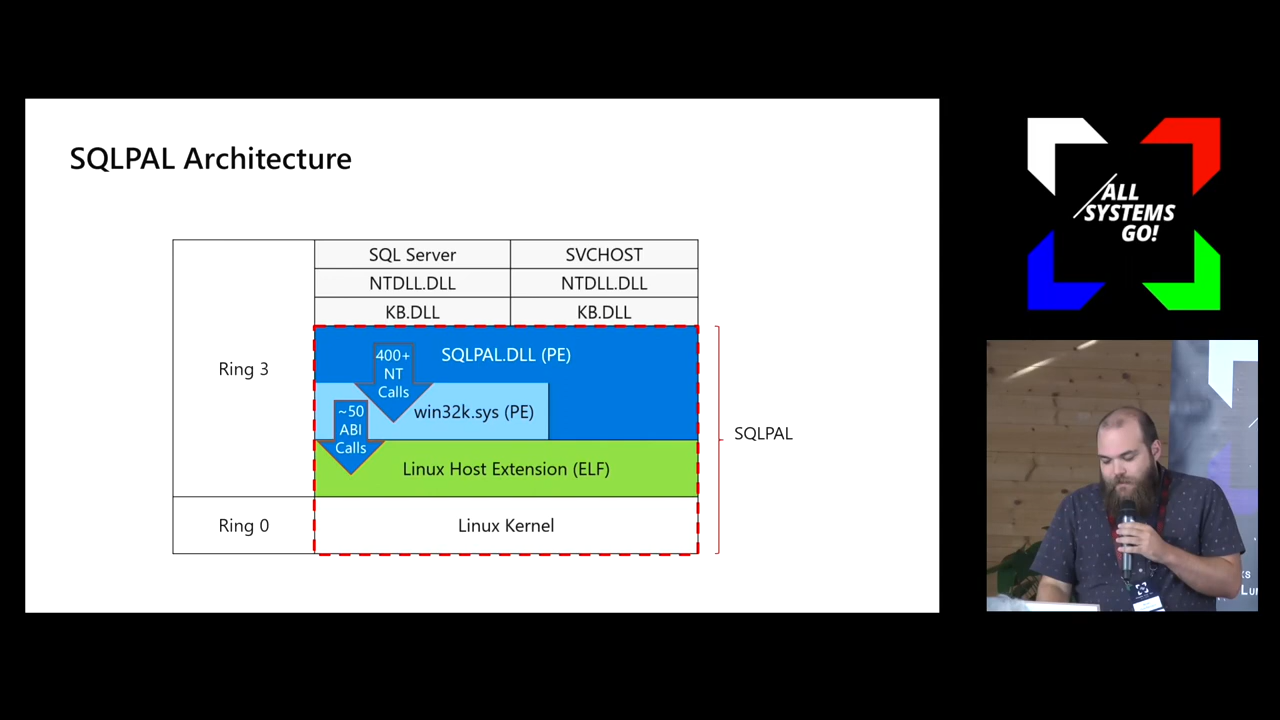 SQLPAL Architecture
SQL Server
SVCHOST
NTDLL.DLL
NTDLL.DLL
KB.DLL
KB.DLL
Ring 3
400+
NT
Calls
SQLPAL.DLL (PE)
~50
ABI
Calls
win32k.sys (PE)
SQLPAL
Linux Host Extension (ELF)
Ring 0
Linux Kernel
ALL
SYSTEMS
GO!